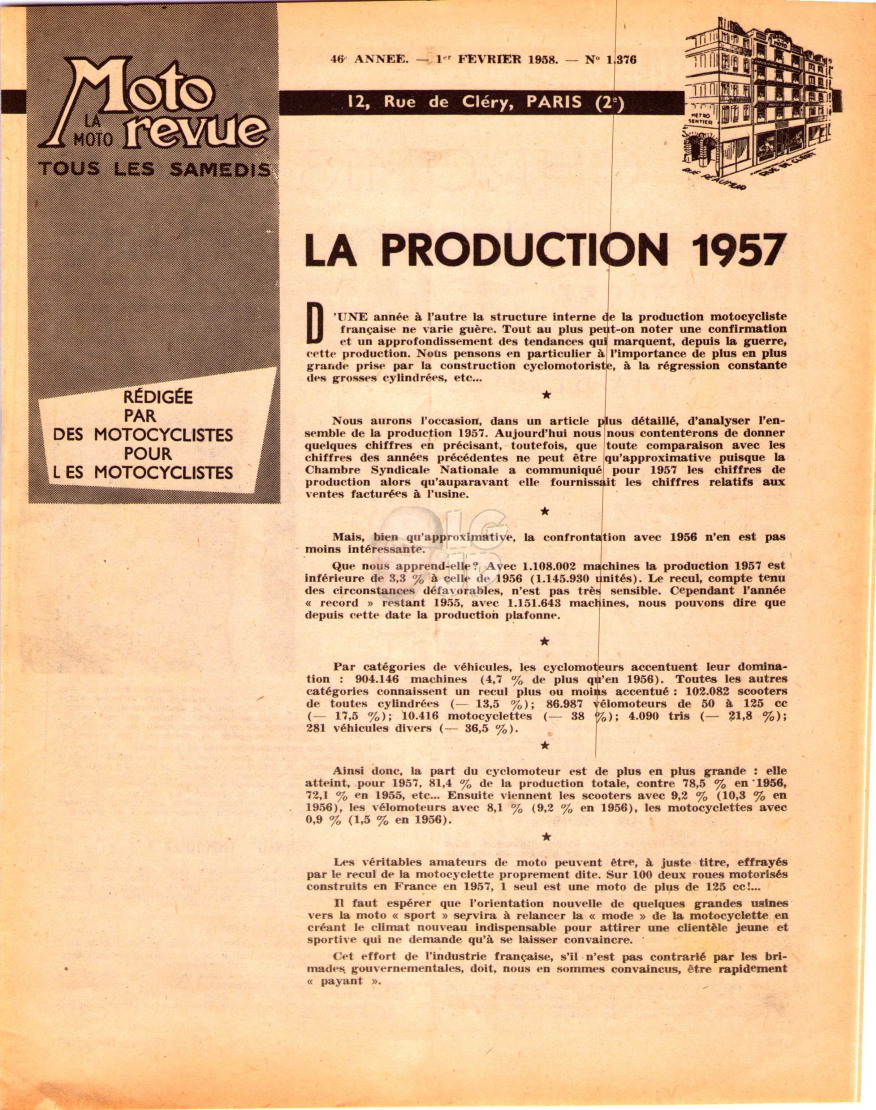 46e ANNEE. — 1er FEVRIER 1958. — No 1.376
12, Rue de Cléry, PARIS (2e)
Moto
LA
MOTO revue
TOUS LES SAMEDIS
METRO
SENTIER
RUE REAUMUR
RUE DE CLERY
RÉDIGÉE
PAR
DES MOTOCYCLISTES
POUR
LES MOTOCYCLISTES
LA PRODUCTION 1957
D'UNE année à l'autre la structure interne de la production motocycliste
française ne varie guère. Tout au plus peut-on noter une confirmation
et un approfondissement des tendances qui marquent, depuis la guerre,
cette production. Nous pensons en particulier à l'importance de plus en plus
grande prise par la construction cyclomotoriste, à la régression constante
des grosses cylindrées, etc...
★
Nous aurons l'occasion, dans un article plus détaillé, d'analyser l'en-
semble de la production 1957. Aujourd'hui nous nous contenterons de donner
quelques chiffres en précisant, toutefois, que toute comparaison avec les
chiffres des années précédentes ne peut être qu'approximative puisque la
Chambre Syndicale Nationale a communiqué pour 1957 les chiffres de
production alors qu'auparavant elle fournissait les chiffres relatifs aux
ventes facturées à l'usine.
★
Mais, bien qu'approximative, la confrontation avec 1956 n'en est pas
moins intéressante.
Que nous apprend-elle? Avec 1.108.002 machines la production 1957 est
inférieure de 3,3 % à celle de 1956 (1.145.930 unités). Le recul, compte tenu
des circonstances défavorables, n'est pas très sensible. Cependant l'année
« record » restant 1955, avec 1.151.643 machines, nous pouvons dire que
depuis cette date la production plafonne.
★
Par catégories de véhicules, les cyclomoteurs accentuent leur domina-
tion : 904.146 machines (4,7 % de plus qu'en 1956). Toutes les autres
catégories connaissent un recul plus ou moins accentué : 102.082 scooters
de toutes cylindrées (— 13,5 %); 86.987 vélomoteurs de 50 à 125 cc
(— 17,5 %); 10.416 motocyclettes (— 38 %); 4.090 tris (— 21,8 %);
281 véhicules divers (— 36,5 %).
★
Ainsi donc, la part du cyclomoteur est de plus en plus grande : elle
atteint, pour 1957, 81,4 % de la production totale, contre 78,5 % en 1956,
72,1 % en 1955, etc... Ensuite viennent les scooters avec 9,2 % (10,3 % en
1956), les vélomoteurs avec 8,1 % (9,2 % en 1956), les motocyclettes avec
0,9 % (1,5 % en 1956).
★
Les véritables amateurs de moto peuvent être, à juste titre, effrayés
par le recul de la motocyclette proprement dite. Sur 100 deux roues motorisés
construits en France en 1957, 1 seul est une moto de plus de 125 cc!...
Il faut espérer que l'orientation nouvelle de quelques grandes usines
vers la moto « sport » servira à relancer la « mode » de la motocyclette en
créant le climat nouveau indispensable pour attirer une clientèle jeune et
sportive qui ne demande qu'à se laisser convaincre.
Cet effort de l'industrie française, s'il n'est pas contrarié par les bri-
mades gouvernementales, doit, nous en sommes convaincus, être rapidement
« payant ».